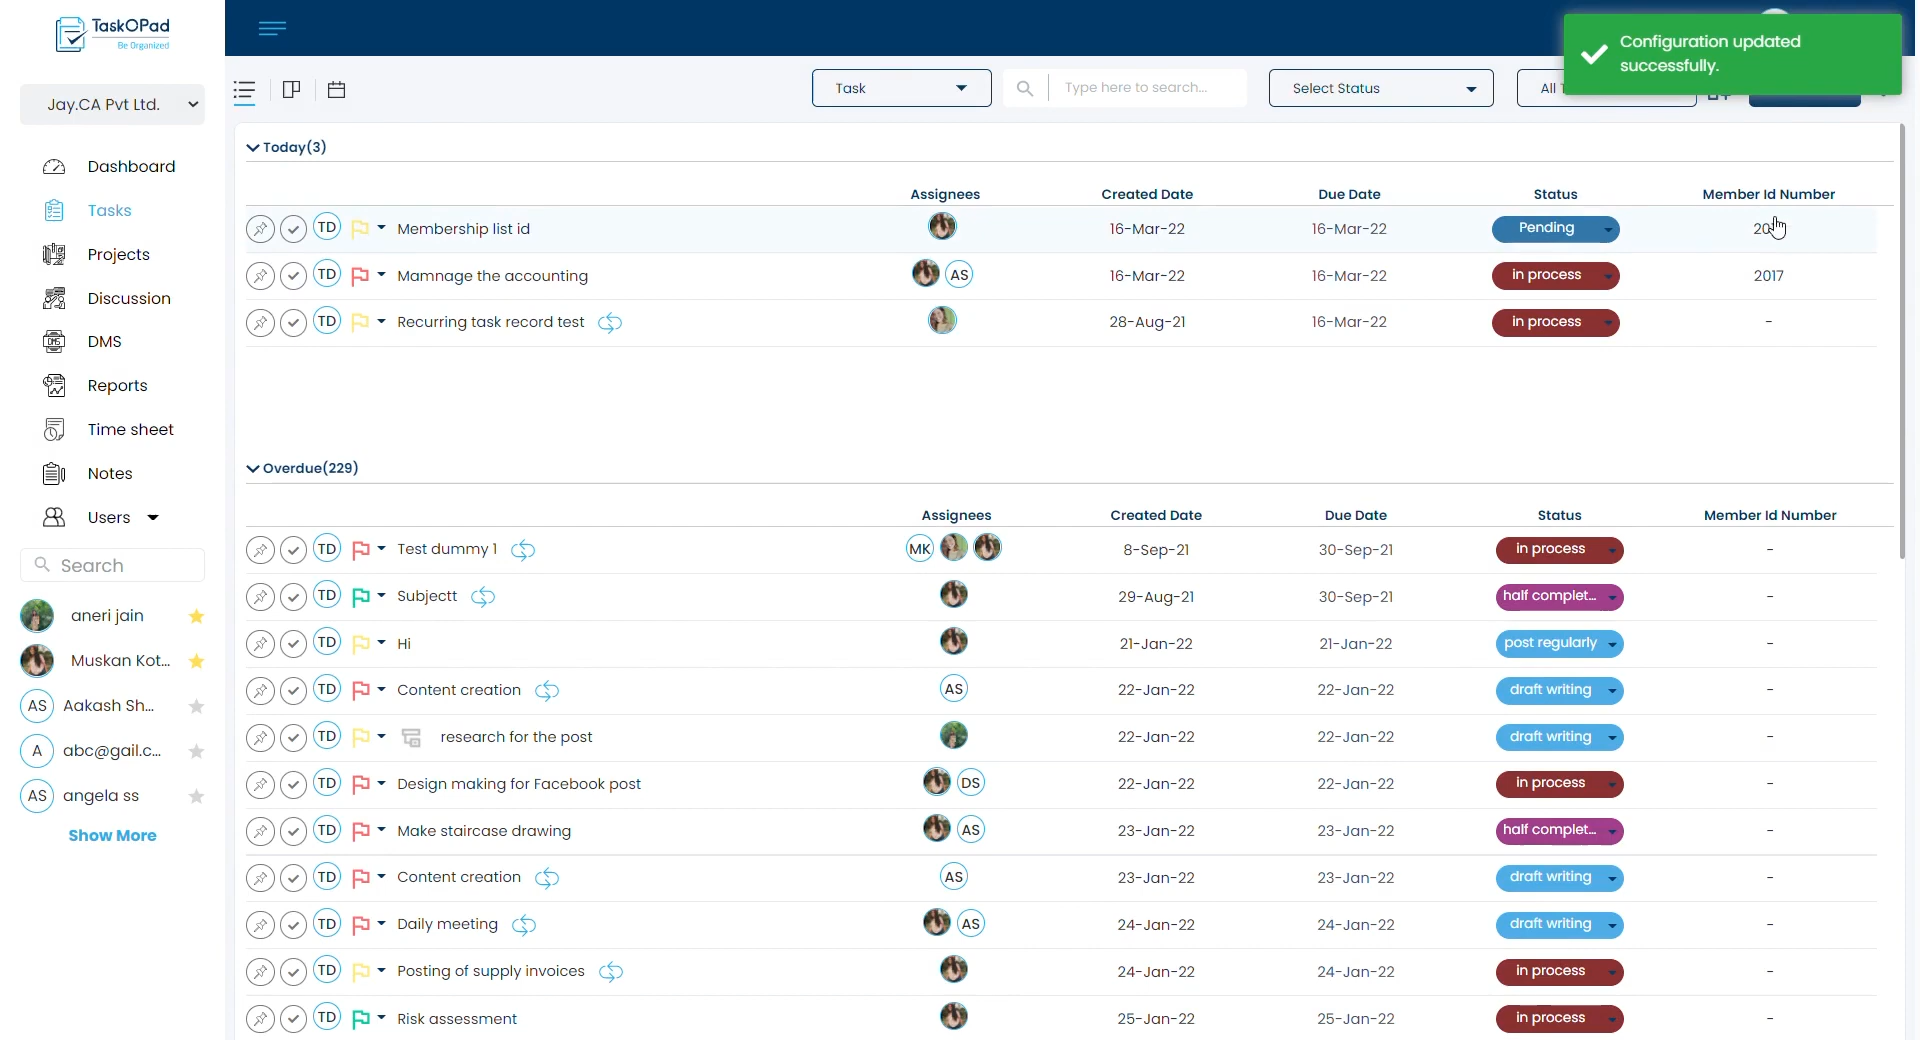 TaskOPad
Be Organized
Configuration updated
successfully.
Jay.CA Pvt Ltd.
Task
Type here to search...
Select Status
All
Dashboard
Tasks
Projects
Discussion
DMS
Reports
Time sheet
Notes
Users
Search
aneri jain
Muskan Kot...
AS Aakash Sh...
A abc@gail.c...
AS angela ss
Show More
Today(3)
Assignees Created Date Due Date Status Member Id Number
TD Membership list id 16-Mar-22 16-Mar-22 Pending
TD Mamnage the accounting AS 16-Mar-22 16-Mar-22 in process 2017
TD Recurring task record test 28-Aug-21 16-Mar-22 in process -
Overdue(229)
Assignees Created Date Due Date Status Member Id Number
TD Test dummy 1 MK 8-Sep-21 30-Sep-21 in process -
TD Subjectt 29-Aug-21 30-Sep-21 half complet... -
TD Hi 21-Jan-22 21-Jan-22 post regularly -
TD Content creation AS 22-Jan-22 22-Jan-22 draft writing -
TD research for the post 22-Jan-22 22-Jan-22 draft writing -
TD Design making for Facebook post DS 22-Jan-22 22-Jan-22 in process -
TD Make staircase drawing AS 23-Jan-22 23-Jan-22 half complet... -
TD Content creation AS 23-Jan-22 23-Jan-22 draft writing -
TD Daily meeting AS 24-Jan-22 24-Jan-22 draft writing -
TD Posting of supply invoices 24-Jan-22 24-Jan-22 in process -
TD Risk assessment 25-Jan-22 25-Jan-22 in process -